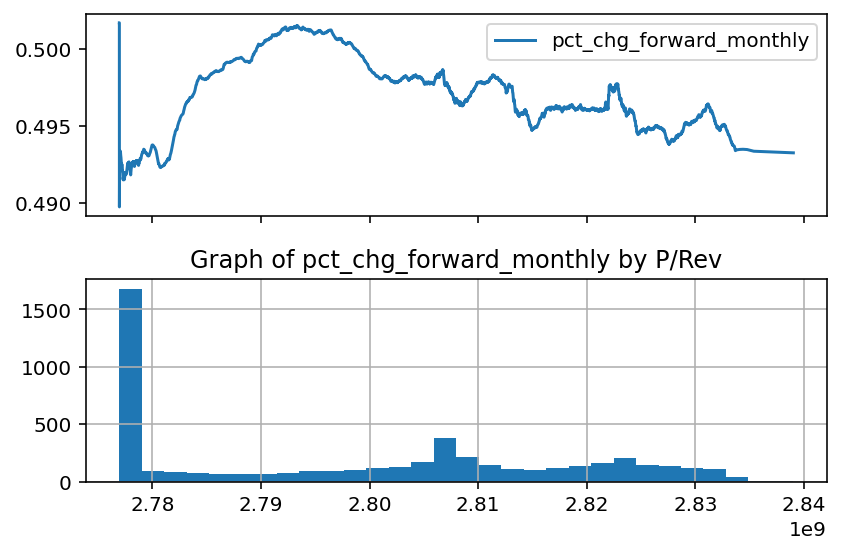 0.500
0.495
0.490
pct_chg_forward_monthly
Graph of pct_chg_forward_monthly by P/Rev
1500
1000
500
0
2.78 2.79 2.80 2.81 2.82 2.83 2.84
1e9